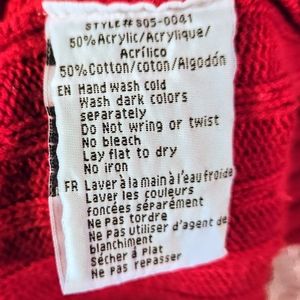 STYLE# 805-0041
50% Acrylic/Acrylique/
Acrílico
50% Cotton/coton/Algodón
EN Hand wash cold
Wash dark colors
separately
Do Not wring or twist
No bleach
Lay flat to dry
No iron
FR Laver à la main à l'eau froide
Laver les couleurs
foncées séparément
Ne pas tordre
Ne pas utiliser d'agent de
blanchiment
Sécher à plat
Ne pas repasser